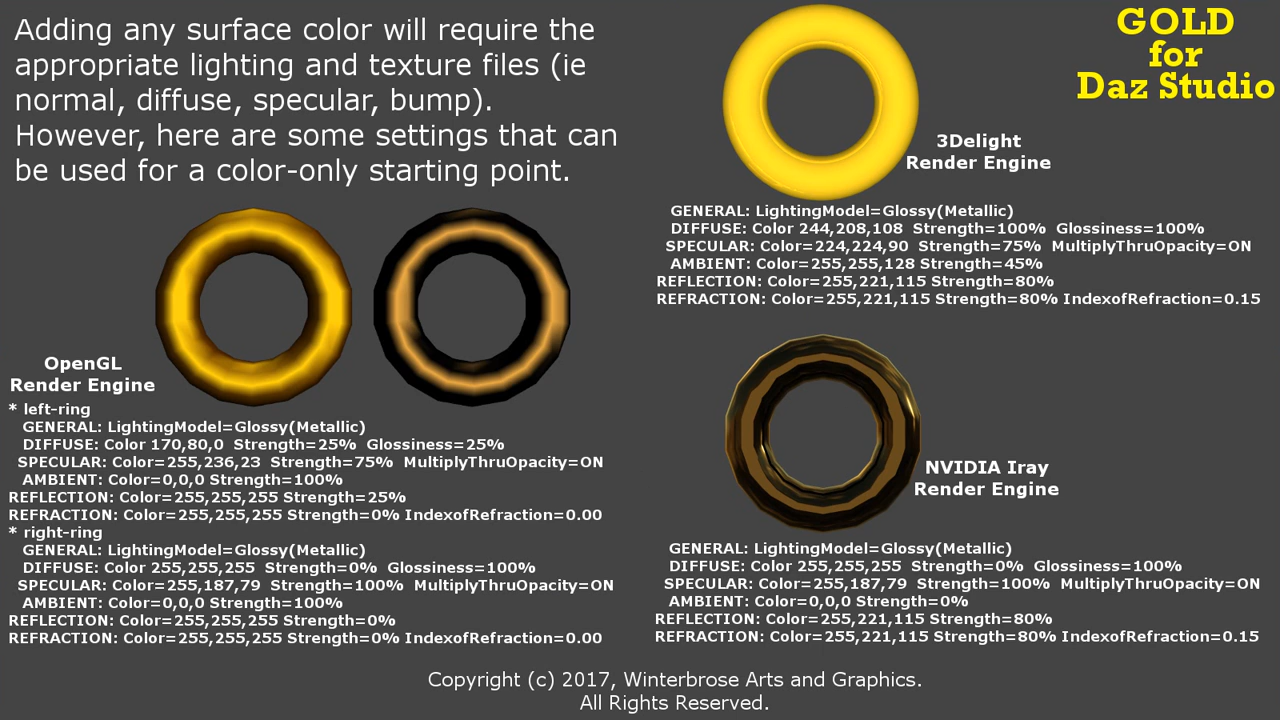 Adding any surface color will require the
appropriate lighting and texture files (ie
normal, diffuse, specular, bump).
However, here are some settings that can
be used for a color-only starting point.
GOLD
for
Daz Studio
3Delight
Render Engine
GENERAL: LightingModel=Glossy(Metallic)
DIFFUSE: Color 244,208,108 Strength=100% Glossiness=100%
SPECULAR: Color=224,224,90 Strength=75% MultiplyThruOpacity=ON
AMBIENT: Color=255,255,128 Strength=45%
REFLECTION: Color=255,221,115 Strength=80%
REFRACTION: Color=255,221,115 Strength=80% IndexofRefraction=0.15
OpenGL
Render Engine
* left-ring
GENERAL: LightingModel=Glossy(Metallic)
DIFFUSE: Color 170,80,0 Strength=25% Glossiness=25%
SPECULAR: Color=255,236,23 Strength=75% MultiplyThruOpacity=ON
AMBIENT: Color=0,0,0 Strength=100%
REFLECTION: Color=255,255,255 Strength=25%
REFRACTION: Color=255,255,255 Strength=0% IndexofRefraction=0.00
* right-ring
GENERAL: LightingModel=Glossy(Metallic)
DIFFUSE: Color 255,255,255 Strength=0% Glossiness=100%
SPECULAR: Color=255,187,79 Strength=100% MultiplyThruOpacity=ON
AMBIENT: Color=0,0,0 Strength=100%
REFLECTION: Color=255,255,255 Strength=0%
REFRACTION: Color=255,255,255 Strength=0% IndexofRefraction=0.00
NVIDIA Iray
Render Engine
GENERAL: LightingModel=Glossy(Metallic)
DIFFUSE: Color 255,255,255 Strength=0% Glossiness=100%
SPECULAR: Color=255,187,79 Strength=100% MultiplyThruOpacity=ON
AMBIENT: Color=0,0,0 Strength=0%
REFLECTION: Color=255,221,115 Strength=80%
REFRACTION: Color=255,221,115 Strength=80% IndexofRefraction=0.15
Copyright (c) 2017, Winterbrose Arts and Graphics.
All Rights Reserved.